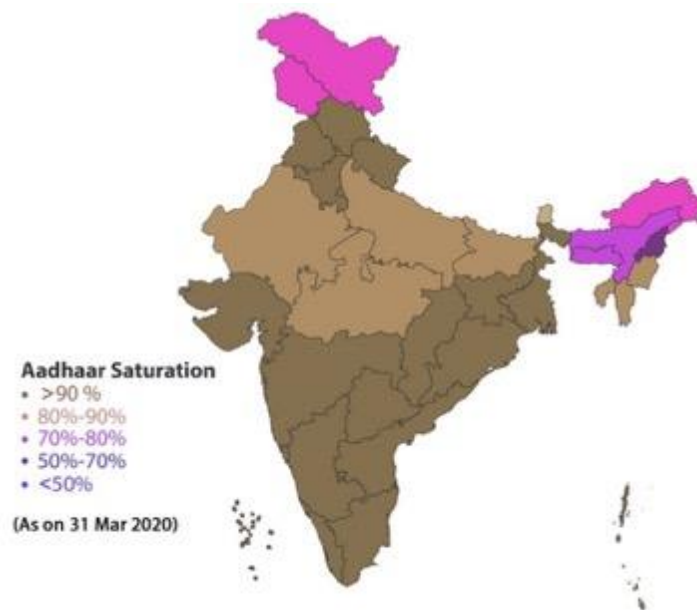 Aadhaar Saturation
• >90 %
• 80%-90%
• 70%-80%
• 50%-70%
• <50%
(As on 31 Mar 2020)